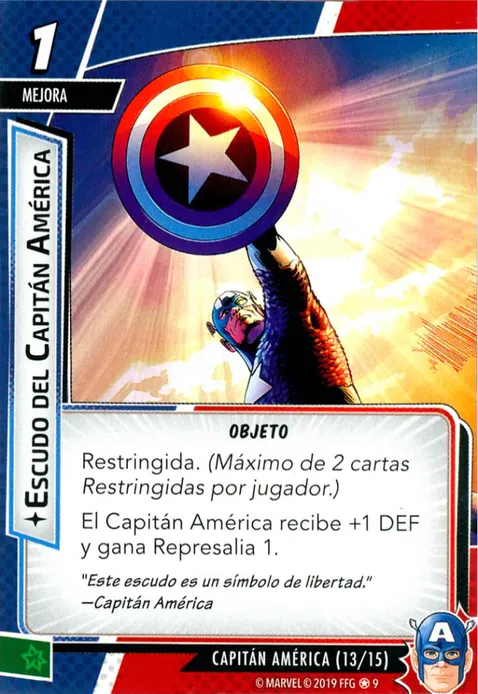 1
MEJORA
✦ESCUDO DEL CAPITÁN AMÉRICA
OBJETO
Restringida. (Máximo de 2 cartas
Restringidas por jugador.)
El Capitán América recibe +1 DEF
y gana Represalia 1.
"Este escudo es un símbolo de libertad."
—Capitán América
A
CAPITÁN AMÉRICA (13/15)
© MARVEL © 2019 FFG ✪ 9